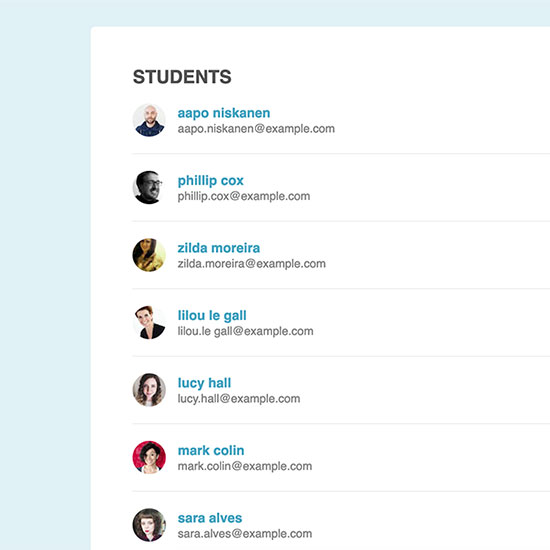 STUDENTS
aapo niskanen
aapo.niskanen@example.com
phillip cox
phillip.cox@example.com
zilda moreira
zilda.moreira@example.com
lilou le gall
lilou.le gall@example.com
lucy hall
lucy.hall@example.com
mark colin
mark.colin@example.com
sara alves
sara.alves@example.com